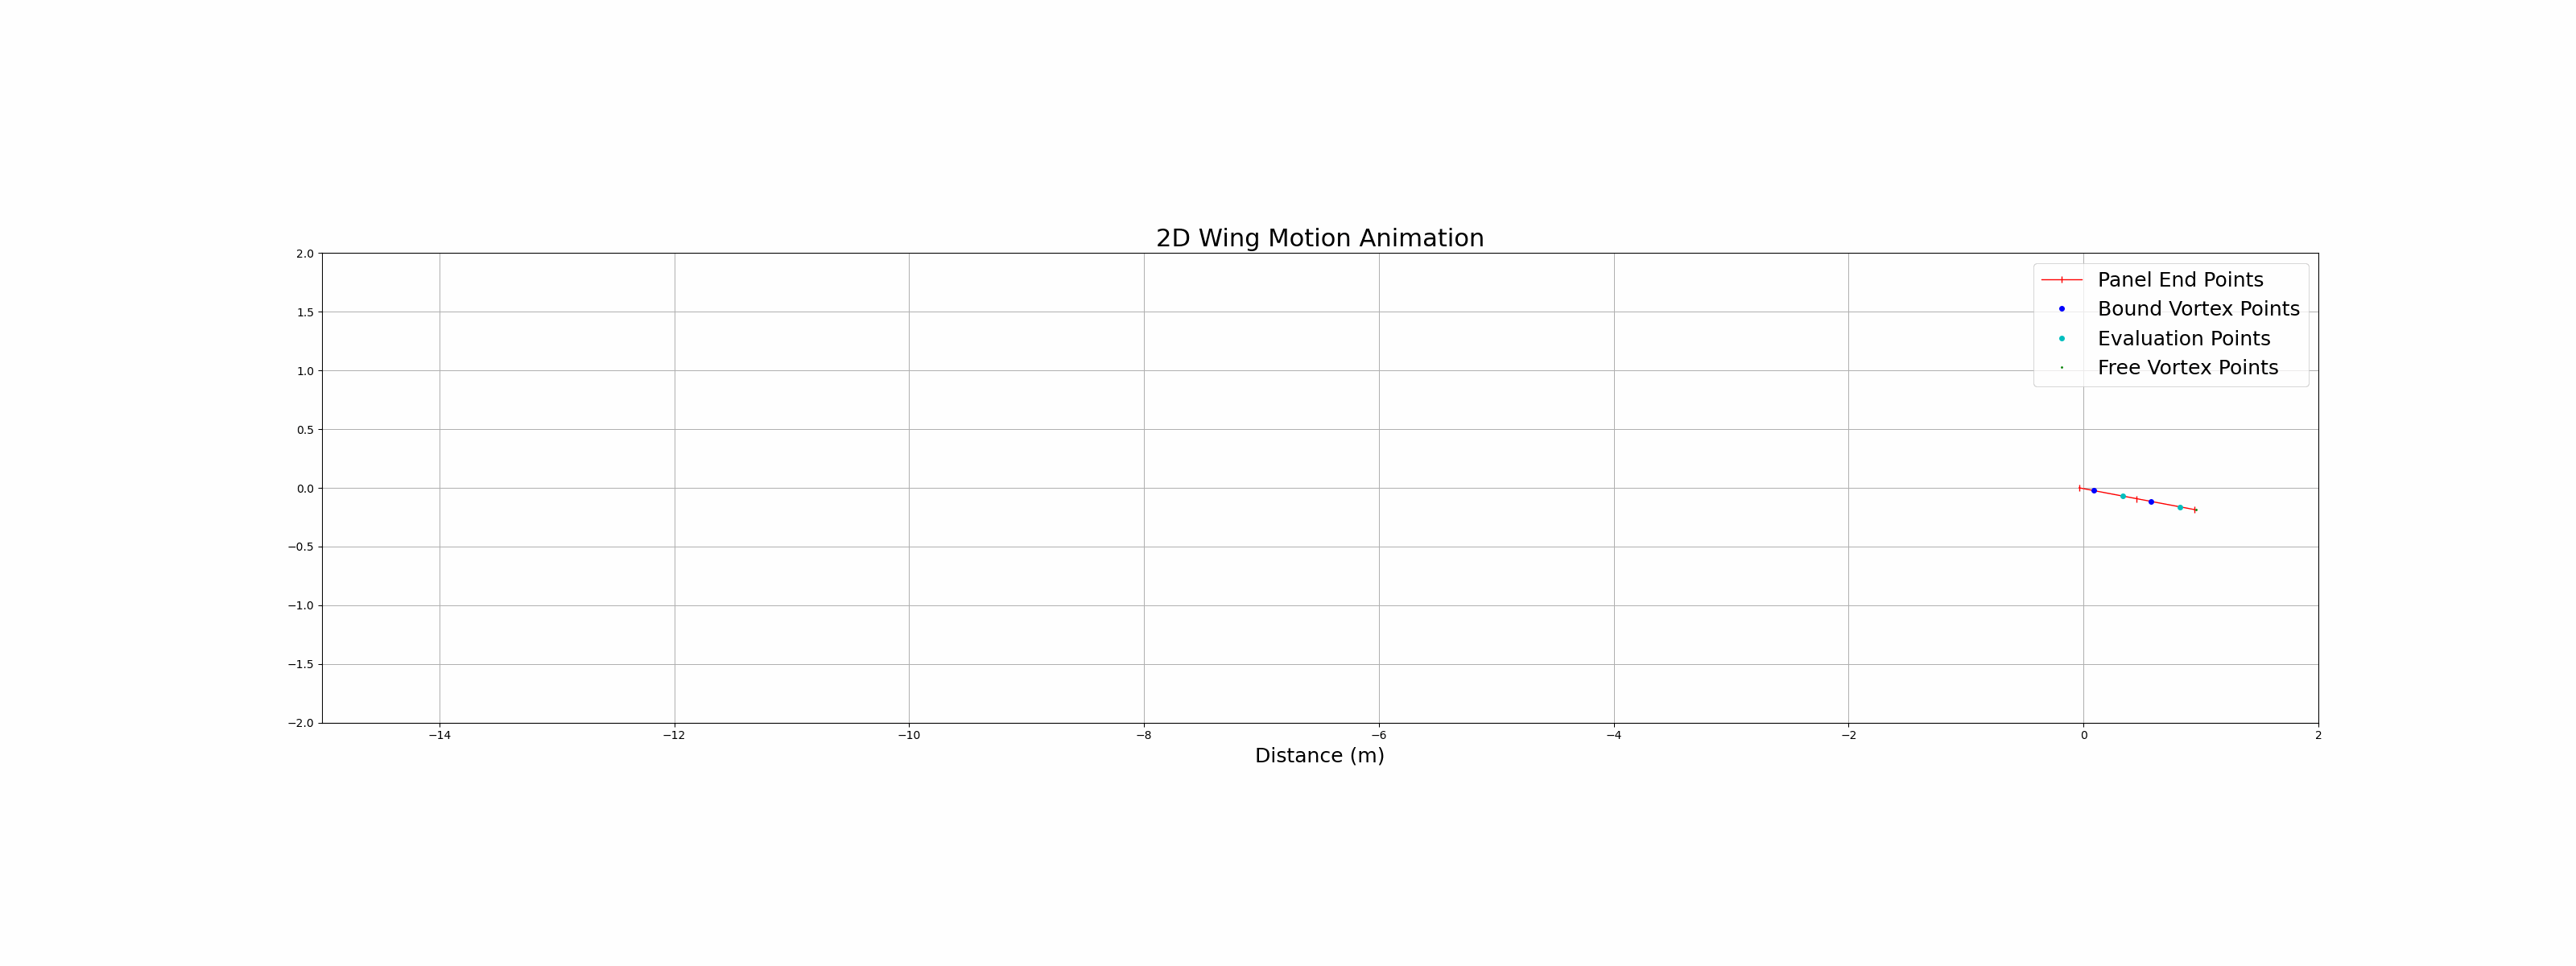 2D Wing Motion Animation
2.0
1.5
1.0
0.5
0.0
−0.5
−1.0
−1.5
−2.0
Panel End Points
Bound Vortex Points
Evaluation Points
Free Vortex Points
−14 −12 −10 −8 −6 −4 −2 0 2
Distance (m)